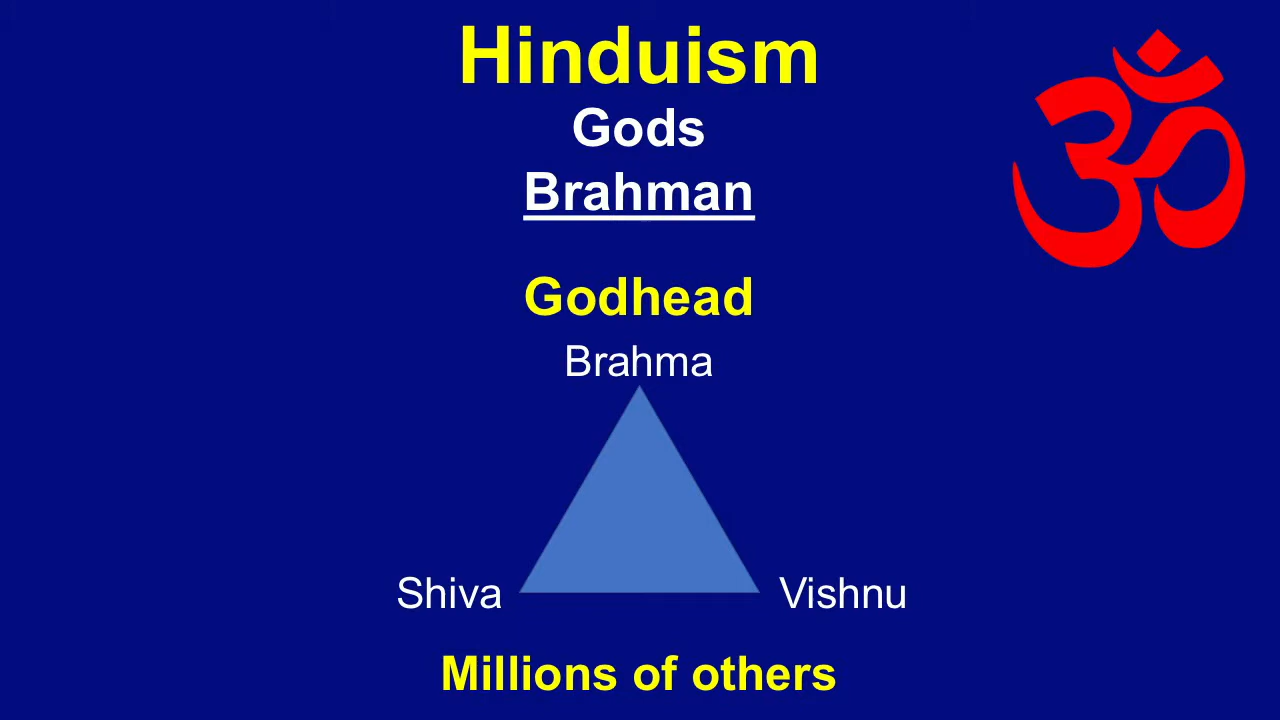 Hinduism
Gods
Brahman
ॐ
Godhead
Brahma
Shiva
Vishnu
Millions of others